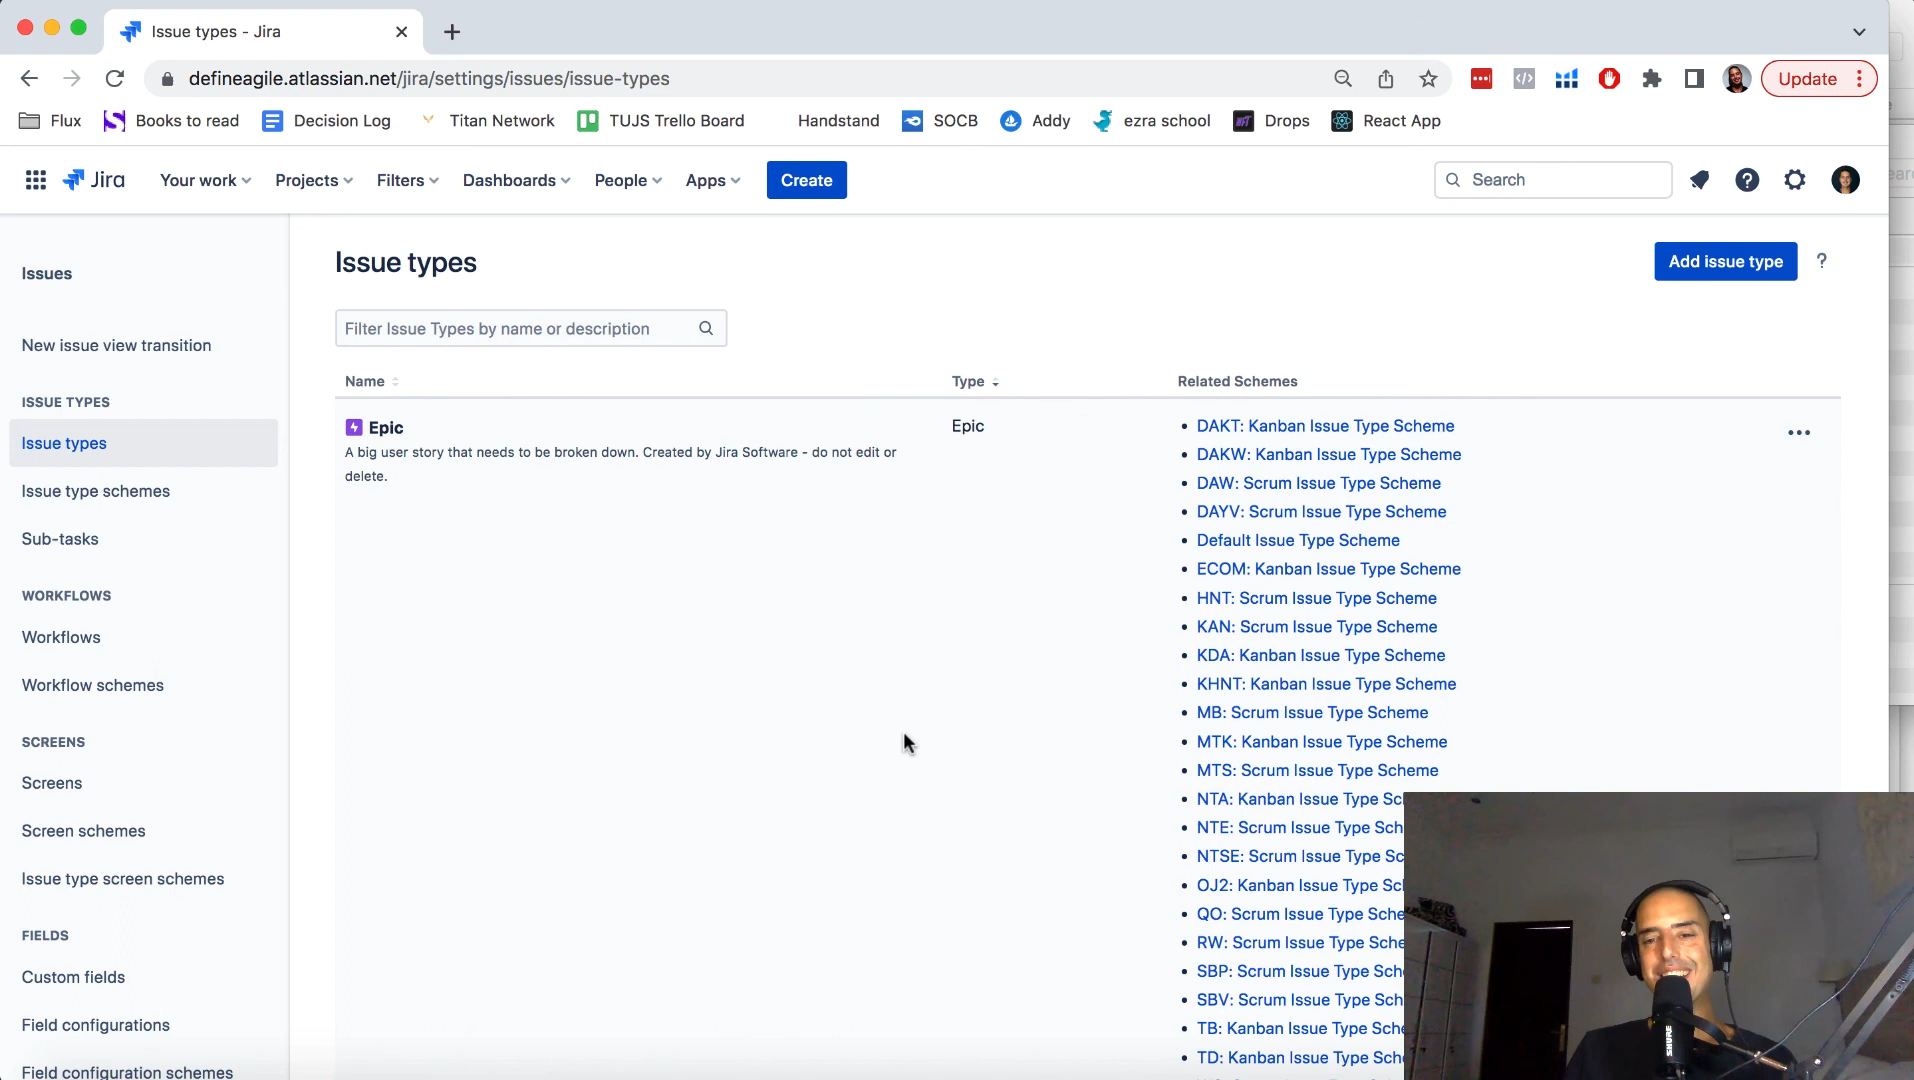 Issue types - Jira
defineagile.atlassian.net/jira/settings/issues/issue-types
Update
Flux
Books to read
Decision Log
Titan Network
TUJS Trello Board
Handstand
SOCB
Addy
ezra school
Drops
React App
Jira
Your work
Projects
Filters
Dashboards
People
Apps
Create
Search
Issues
New issue view transition
ISSUE TYPES
Issue types
Issue type schemes
Sub-tasks
WORKFLOWS
Workflows
Workflow schemes
SCREENS
Screens
Screen schemes
Issue type screen schemes
FIELDS
Custom fields
Field configurations
Field configuration schemes
Issue types
Add issue type
?
Filter Issue Types by name or description
Name
Type
Related Schemes
Epic
A big user story that needs to be broken down. Created by Jira Software - do not edit or
delete.
Epic
• DAKT: Kanban Issue Type Scheme
• DAKW: Kanban Issue Type Scheme
• DAW: Scrum Issue Type Scheme
• DAYV: Scrum Issue Type Scheme
• Default Issue Type Scheme
• ECOM: Kanban Issue Type Scheme
• HNT: Scrum Issue Type Scheme
• KAN: Scrum Issue Type Scheme
• KDA: Kanban Issue Type Scheme
• KHNT: Kanban Issue Type Scheme
• MB: Scrum Issue Type Scheme
• MTK: Kanban Issue Type Scheme
• MTS: Scrum Issue Type Scheme
• NTA: Kanban Issue Type Sc
• NTE: Scrum Issue Type Sch
• NTSE: Scrum Issue Type Sc
• OJ2: Kanban Issue Type Scl
• QO: Scrum Issue Type Sche
• RW: Scrum Issue Type Sche
• SBP: Scrum Issue Type Sch
• SBV: Scrum Issue Type Sch
• TB: Kanban Issue Type Sche
• TD: Kanban Issue Type Sch
SHURE